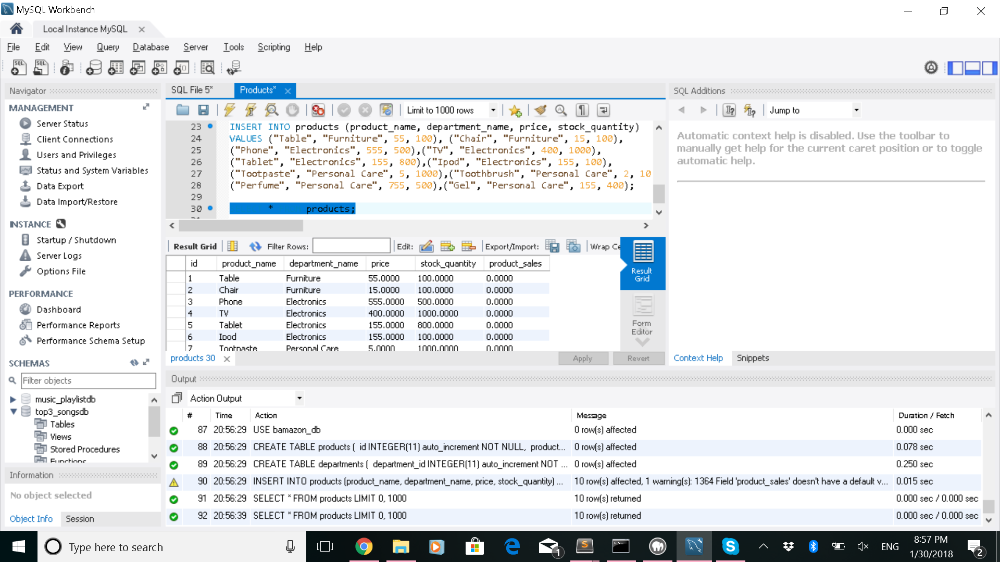 MySQL Workbench
Local Instance MySQL
File Edit View Query Database Server Tools Scripting Help
Navigator
MANAGEMENT
Server Status
Client Connections
Users and Privileges
Status and System Variables
Data Export
Data Import/Restore
INSTANCE
Startup / Shutdown
Server Logs
Options File
PERFORMANCE
Dashboard
Performance Reports
Performance Schema Setup
SCHEMAS
Filter objects
music_playlistdb
top3_songsdb
Tables
Views
Stored Procedures
Functions
Information
No object selected
Object Info Session
SQL File 5* Products*
Limit to 1000 rows
23 INSERT INTO products (product_name, department_name, price, stock_quantity)
24 VALUES ("Table", "Furniture", 55, 100), ("Chair", "Furniture", 15, 100),
25 ("Phone", "Electronics", 555, 500),("TV", "Electronics", 400, 1000),
26 ("Tablet", "Electronics", 155, 800),("Ipod", "Electronics", 155, 100),
27 ("Tootpaste", "Personal Care", 5, 1000),("Toothbrush", "Personal Care", 2, 10
28 ("Perfume", "Personal Care", 755, 500),("Gel", "Personal Care", 155, 400);
29
30 * products;
Result Grid Filter Rows: Edit: Export/Import: Wrap Ce
id product_name department_name price stock_quantity product_sales
1 Table Furniture 55.0000 100.0000 0.0000
2 Chair Furniture 15.0000 100.0000 0.0000
3 Phone Electronics 555.0000 500.0000 0.0000
4 TV Electronics 400.0000 1000.0000 0.0000
5 Tablet Electronics 155.0000 800.0000 0.0000
6 Ipod Electronics 155.0000 100.0000 0.0000
7 Tootpaste Personal Care 5.0000 1000.0000 0.0000
Result
Grid
Form
Editor
products 30
Apply Revert
SQL Additions
Jump to
Automatic context help is disabled. Use the toolbar to
manually get help for the current caret position or to toggle
automatic help.
Context Help Snippets
Output
Action Output
# Time Action Message Duration / Fetch
87 20:56:29 USE bamazon_db 0 row(s) affected 0.000 sec
88 20:56:29 CREATE TABLE products ( id INTEGER(11) auto_increment NOT NULL, product... 0 row(s) affected 0.078 sec
89 20:56:29 CREATE TABLE departments ( department_id INTEGER(11) auto_increment NOT ... 0 row(s) affected 0.250 sec
90 20:56:29 INSERT INTO products (product_name, department_name, price, stock_quantity) ... 10 row(s) affected, 1 warning(s): 1364 Field 'product_sales' doesn't have a default v... 0.015 sec
91 20:56:29 SELECT * FROM products LIMIT 0, 1000 10 row(s) returned 0.000 sec / 0.000 sec
92 20:56:39 SELECT * FROM products LIMIT 0, 1000 10 row(s) returned 0.000 sec / 0.000 sec
Type here to search
1
ENG
8:57 PM
1/30/2018
2